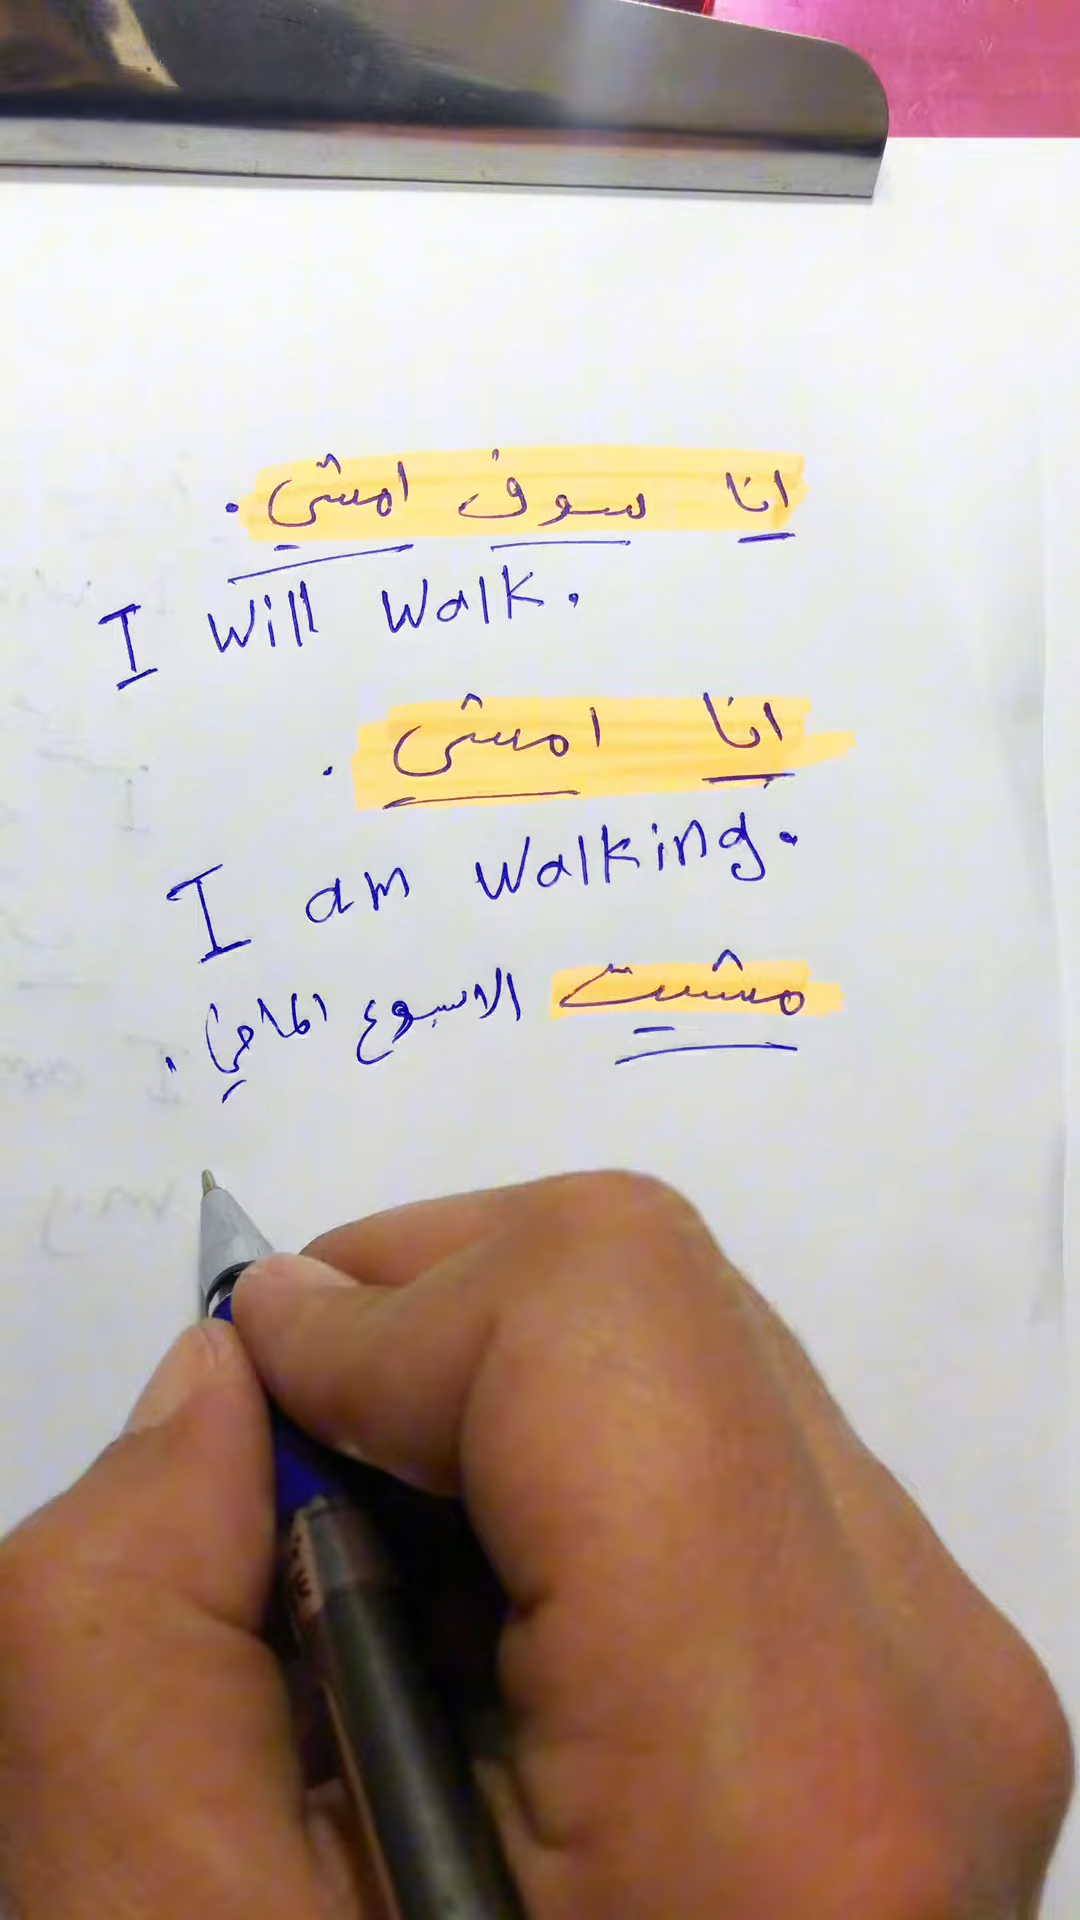 انا سوف امشي.
I will walk.
انا امشي.
I am walking.
مشيت الاسبوع الماضي.